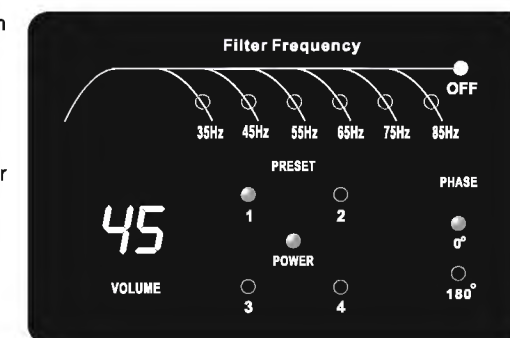 n
r
Filter Frequency
OFF
35Hz 45Hz 55Hz 65Hz 75Hz 85Hz
PRESET
PHASE
1 2
45
0°
POWER
VOLUME
180°
3 4